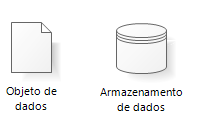 Objeto de
dados
Armazenamento
de dados